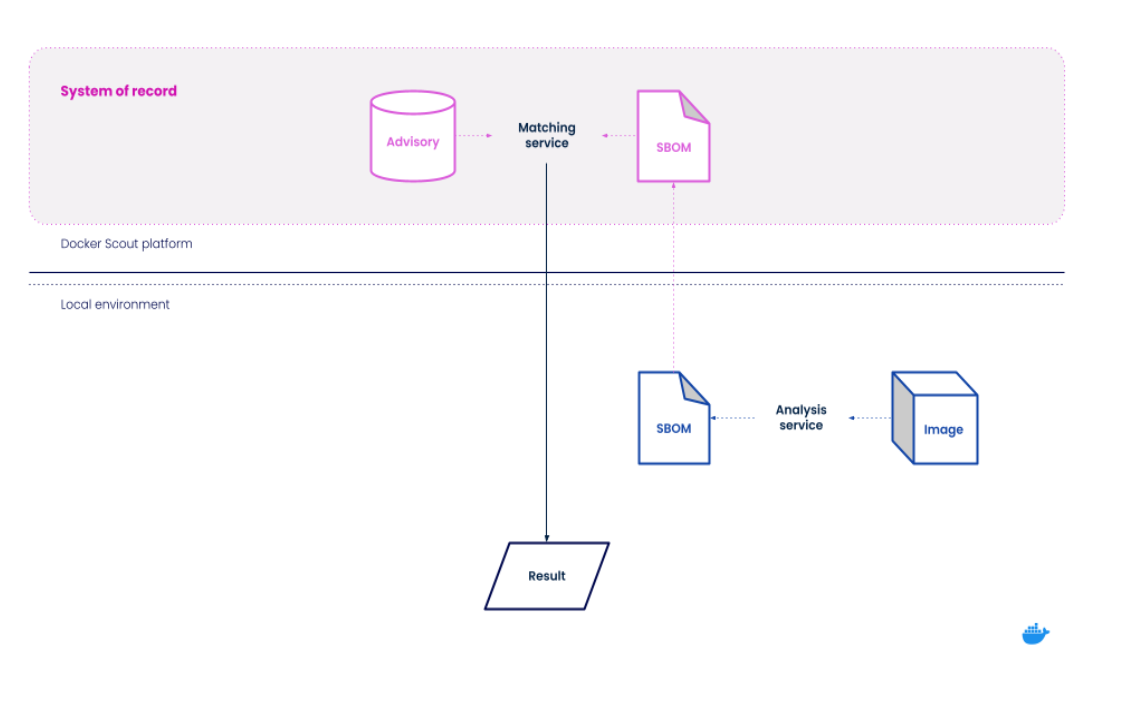 System of record
Advisory
Matching
service
SBOM
Docker Scout platform
Local environment
SBOM
Analysis
service
Image
Result